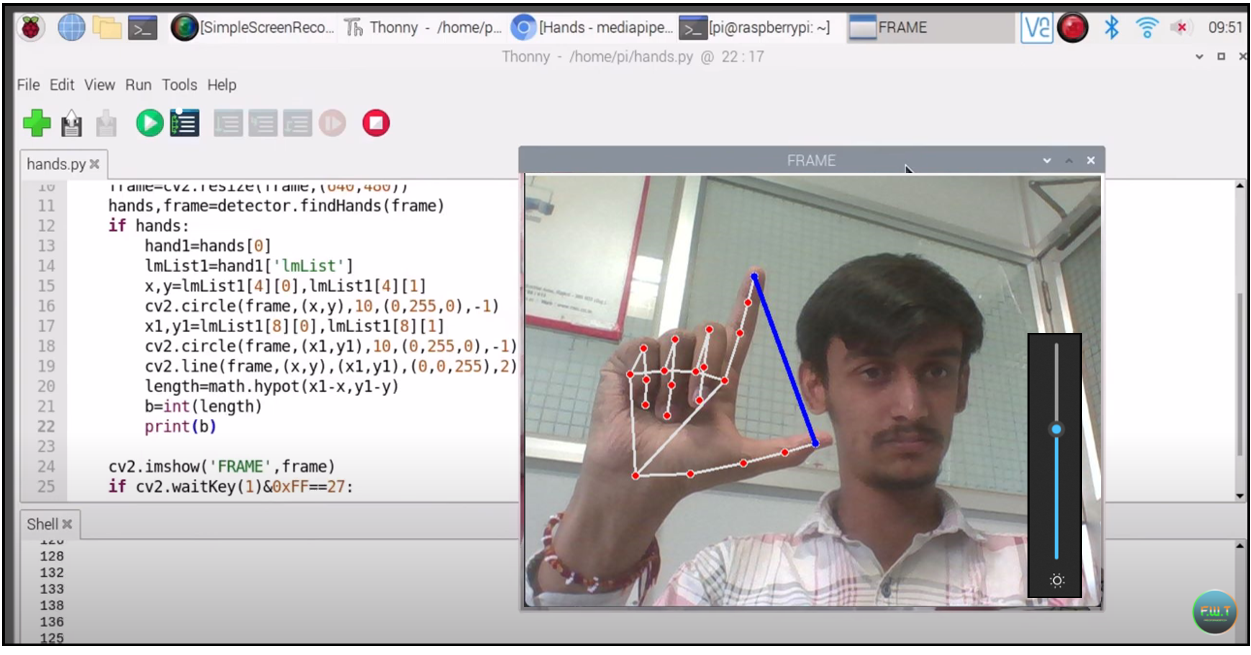 [SimpleScreenReco... Thonny - /home/p... [Hands - mediapipe... [pi@raspberrypi: ~] FRAME 09:51
Thonny - /home/pi/hands.py @ 22 : 17
File Edit View Run Tools Help
hands.py
10 frame=cv2.resize(frame,(640,480))
11 hands,frame=detector.findHands(frame)
12 if hands:
13 hand1=hands[0]
14 lmList1=hand1['lmList']
15 x,y=lmList1[4][0],lmList1[4][1]
16 cv2.circle(frame,(x,y),10,(0,255,0),-1)
17 x1,y1=lmList1[8][0],lmList1[8][1]
18 cv2.circle(frame,(x1,y1),10,(0,255,0),-1)
19 cv2.line(frame,(x,y),(x1,y1),(0,0,255),2)
20 length=math.hypot(x1-x,y1-y)
21 b=int(length)
22 print(b)
23
24 cv2.imshow('FRAME',frame)
25 if cv2.waitKey(1)&0xFF==27:
FRAME
Shell
128
132
133
138
136
125
F.W.T